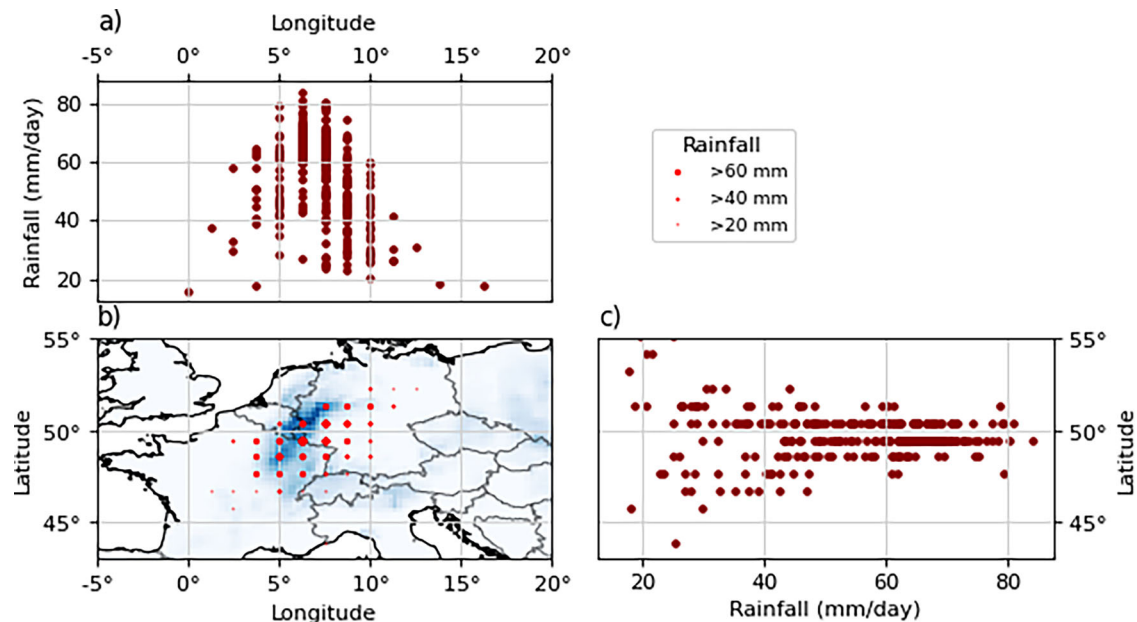 a)
Longitude
-5° 0° 5° 10° 15° 20°
Rainfall (mm/day)
80
60
40
20
Rainfall
>60 mm
>40 mm
>20 mm
b)
55°
50°
45°
Latitude
0° 5° 10° 15° 20°
Longitude
c)
55°
50°
45°
Latitude
20 40 60 80
Rainfall (mm/day)